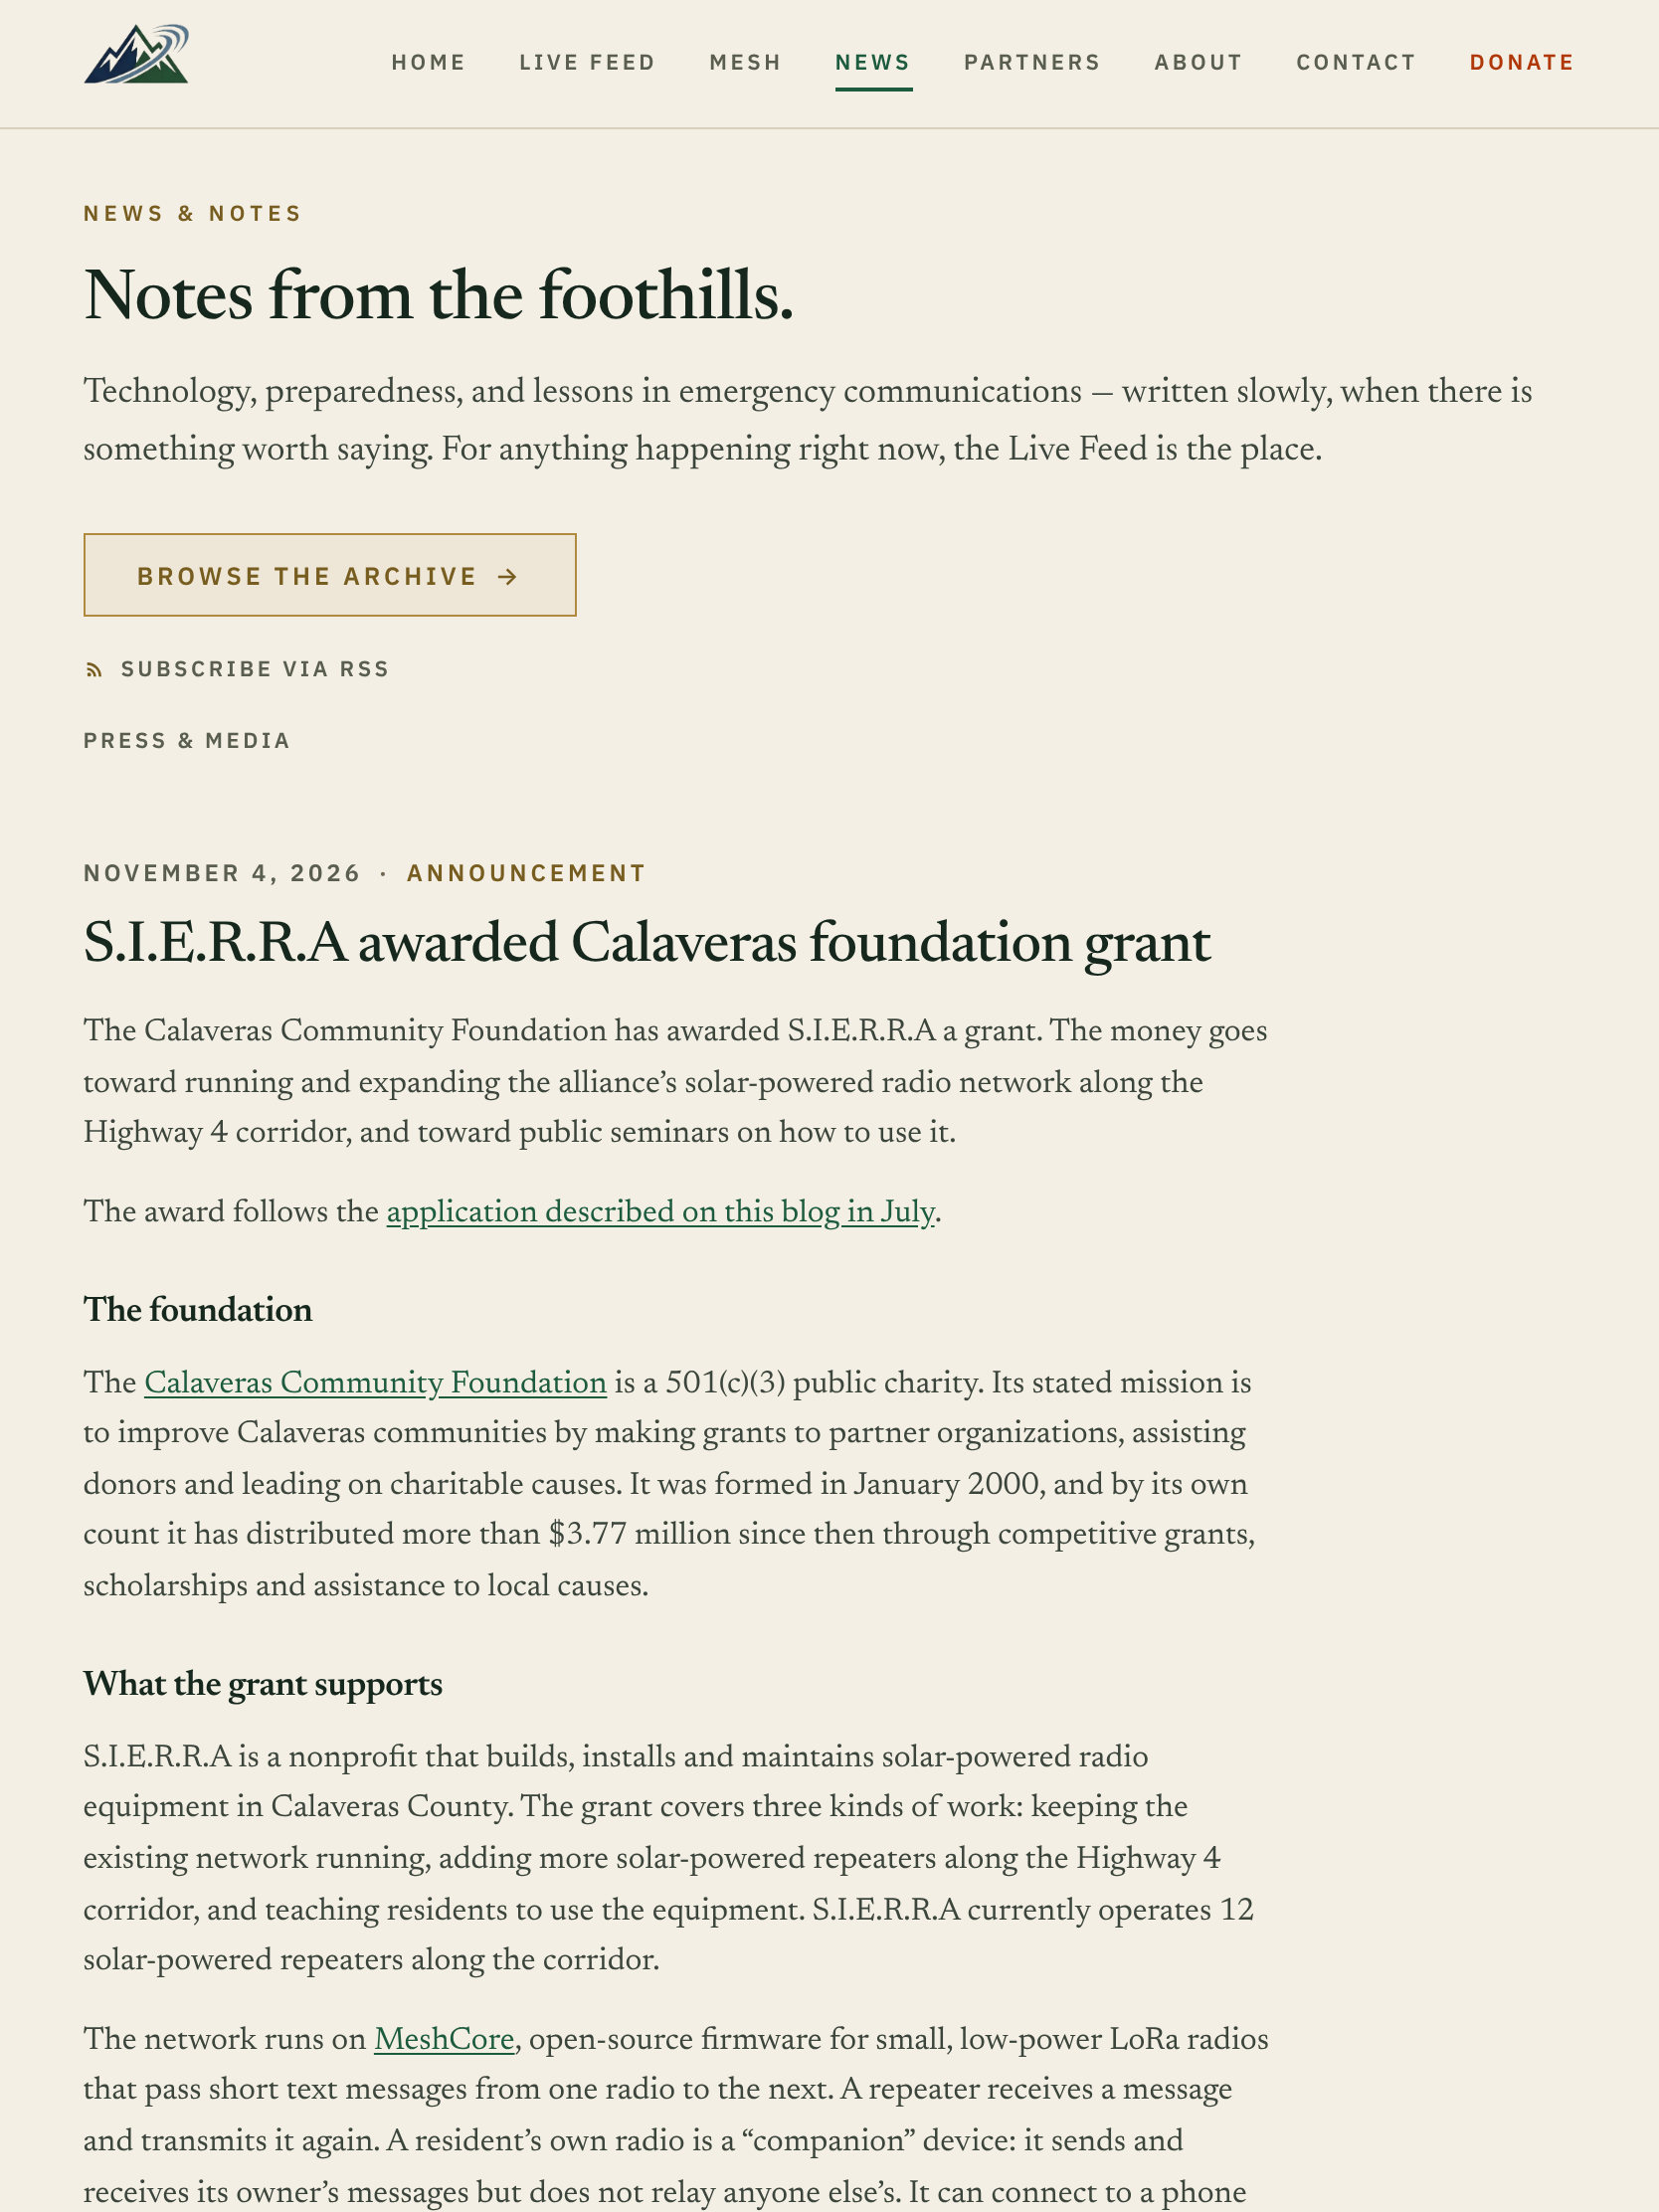 HOME LIVE FEED MESH NEWS PARTNERS ABOUT CONTACT DONATE
NEWS & NOTES
Notes from the foothills.
Technology, preparedness, and lessons in emergency communications — written slowly, when there is
something worth saying. For anything happening right now, the Live Feed is the place.
BROWSE THE ARCHIVE →
SUBSCRIBE VIA RSS
PRESS & MEDIA
NOVEMBER 4, 2026 · ANNOUNCEMENT
S.I.E.R.R.A awarded Calaveras foundation grant
The Calaveras Community Foundation has awarded S.I.E.R.R.A a grant. The money goes
toward running and expanding the alliance’s solar-powered radio network along the
Highway 4 corridor, and toward public seminars on how to use it.
The award follows the application described on this blog in July.
The foundation
The Calaveras Community Foundation is a 501(c)(3) public charity. Its stated mission is
to improve Calaveras communities by making grants to partner organizations, assisting
donors and leading on charitable causes. It was formed in January 2000, and by its own
count it has distributed more than $3.77 million since then through competitive grants,
scholarships and assistance to local causes.
What the grant supports
S.I.E.R.R.A is a nonprofit that builds, installs and maintains solar-powered radio
equipment in Calaveras County. The grant covers three kinds of work: keeping the
existing network running, adding more solar-powered repeaters along the Highway 4
corridor, and teaching residents to use the equipment. S.I.E.R.R.A currently operates 12
solar-powered repeaters along the corridor.
The network runs on MeshCore, open-source firmware for small, low-power LoRa radios
that pass short text messages from one radio to the next. A repeater receives a message
and transmits it again. A resident’s own radio is a “companion” device: it sends and
receives its owner’s messages but does not relay anyone else’s. It can connect to a phone